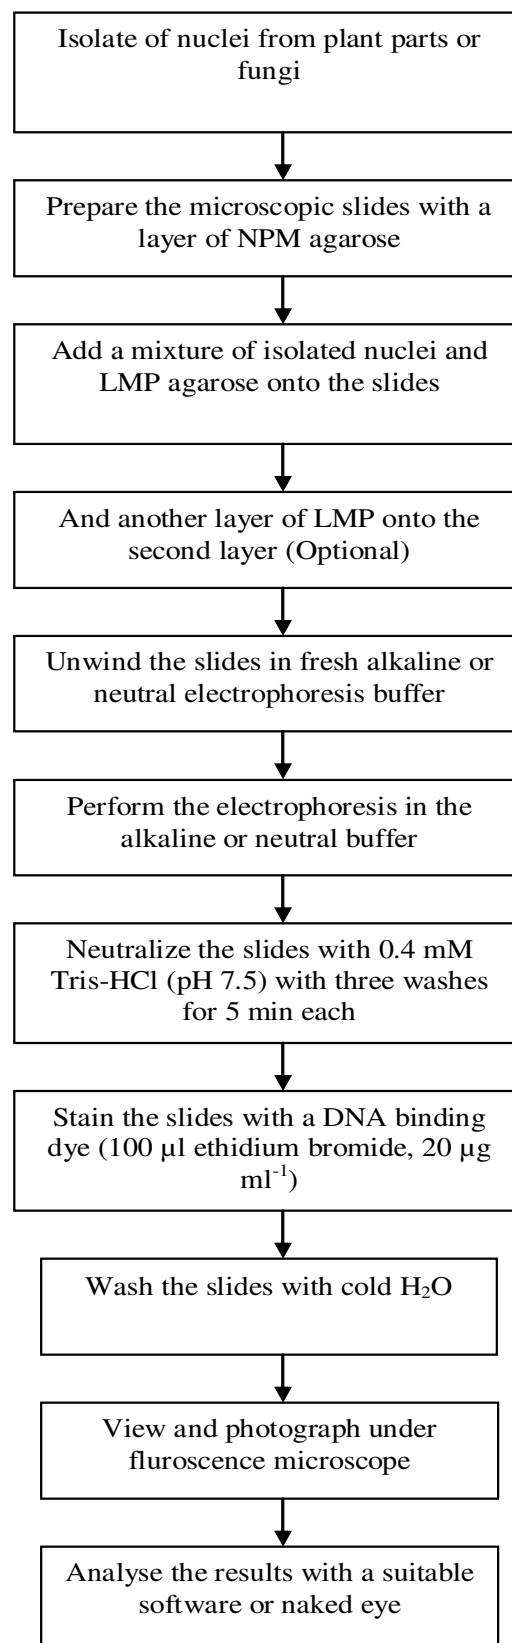 Isolate of nuclei from plant parts or
fungi
Prepare the microscopic slides with a
layer of NPM agarose
Add a mixture of isolated nuclei and
LMP agarose onto the slides
And another layer of LMP onto the
second layer (Optional)
Unwind the slides in fresh alkaline or
neutral electrophoresis buffer
Perform the electrophoresis in the
alkaline or neutral buffer
Neutralize the slides with 0.4 mM
Tris-HCl (pH 7.5) with three washes
for 5 min each
Stain the slides with a DNA binding
dye (100 µl ethidium bromide, 20 µg
ml⁻¹)
Wash the slides with cold H₂O
View and photograph under
fluroscence microscope
Analyse the results with a suitable
software or naked eye